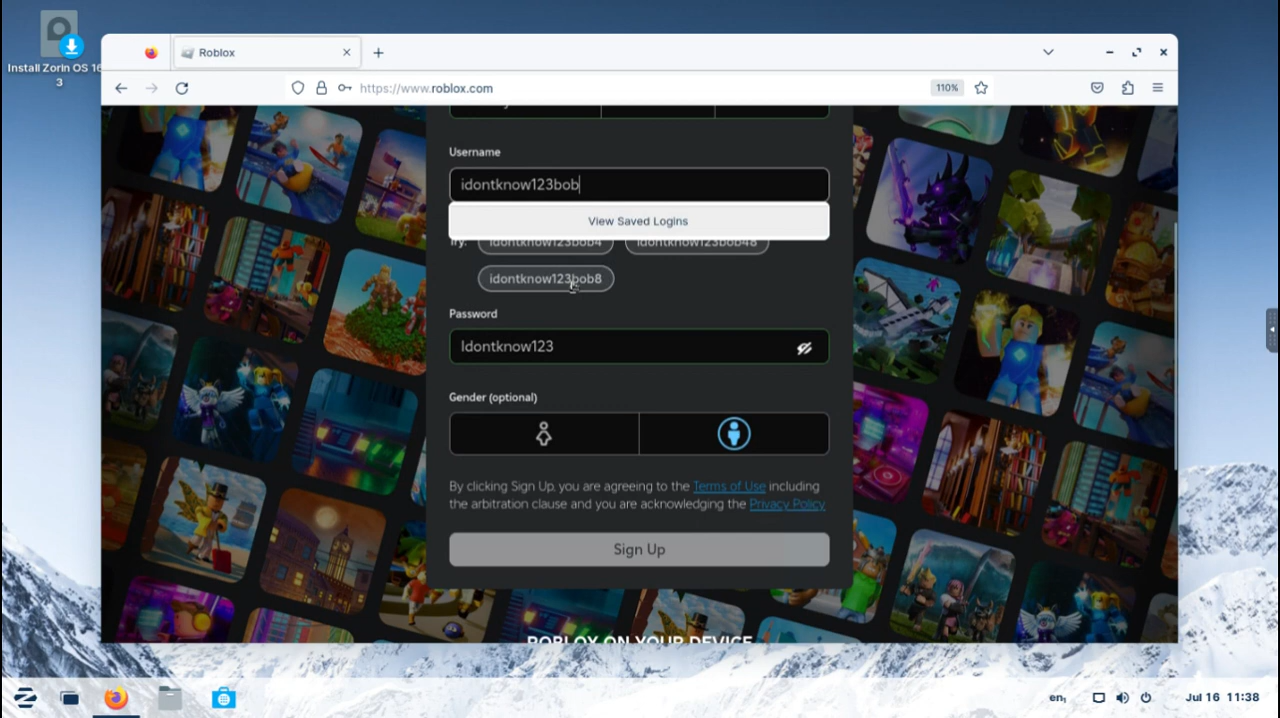 Install Zorin OS 16
3
Roblox
https://www.roblox.com
110%
Username
idontknow123bob
View Saved Logins
Try:
idontknow123bob4
idontknow123bob48
idontknow123bob8
Password
Idontknow123
Gender (optional)
By clicking Sign Up, you are agreeing to the Terms of Use including
the arbitration clause and you are acknowledging the Privacy Policy
Sign Up
ROBLOX ON YOUR DEVICE
en₁
Jul 16 11:38